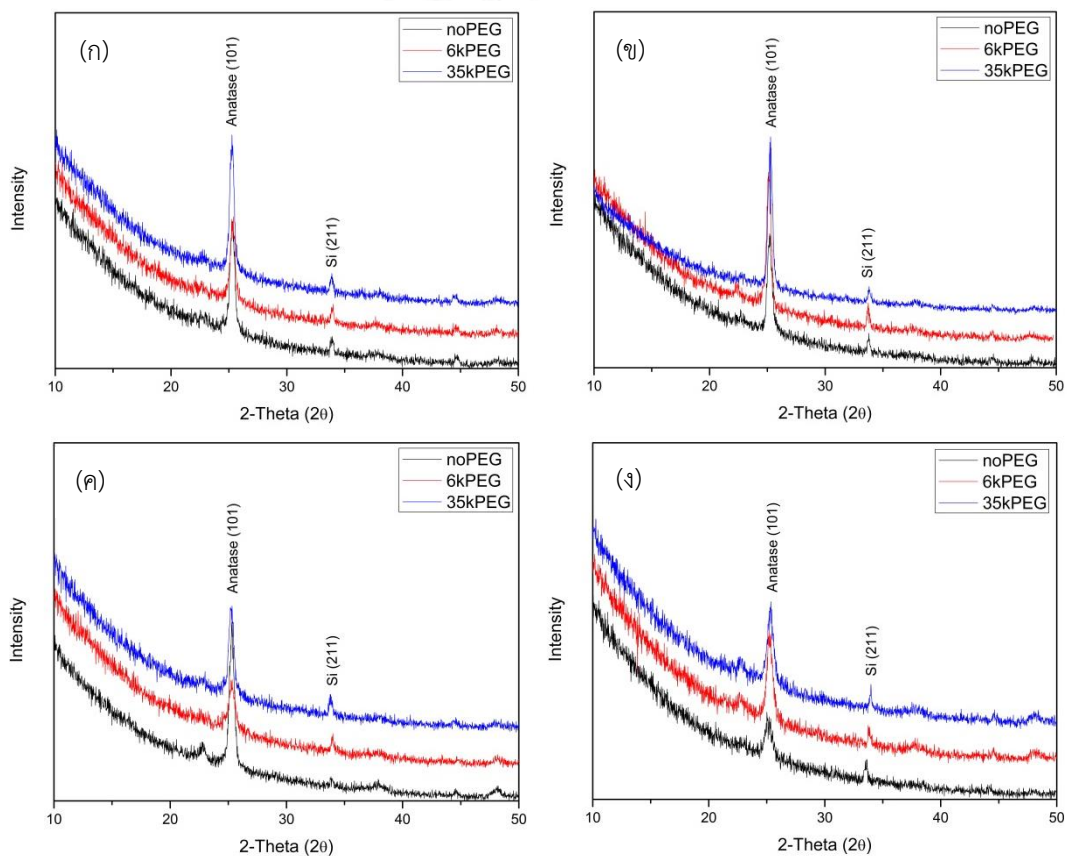 (ก)
noPEG
6kPEG
35kPEG
Anatase (101)
Si (211)
Intensity
10 20 30 40 50
2-Theta (2θ)
(ข)
noPEG
6kPEG
35kPEG
Anatase (101)
Si (211)
Intensity
10 20 30 40 50
2-Theta (2θ)
(ค)
noPEG
6kPEG
35kPEG
Anatase (101)
Si (211)
Intensity
10 20 30 40 50
2-Theta (2θ)
(ง)
noPEG
6kPEG
35kPEG
Anatase (101)
Si (211)
Intensity
10 20 30 40 50
2-Theta (2θ)